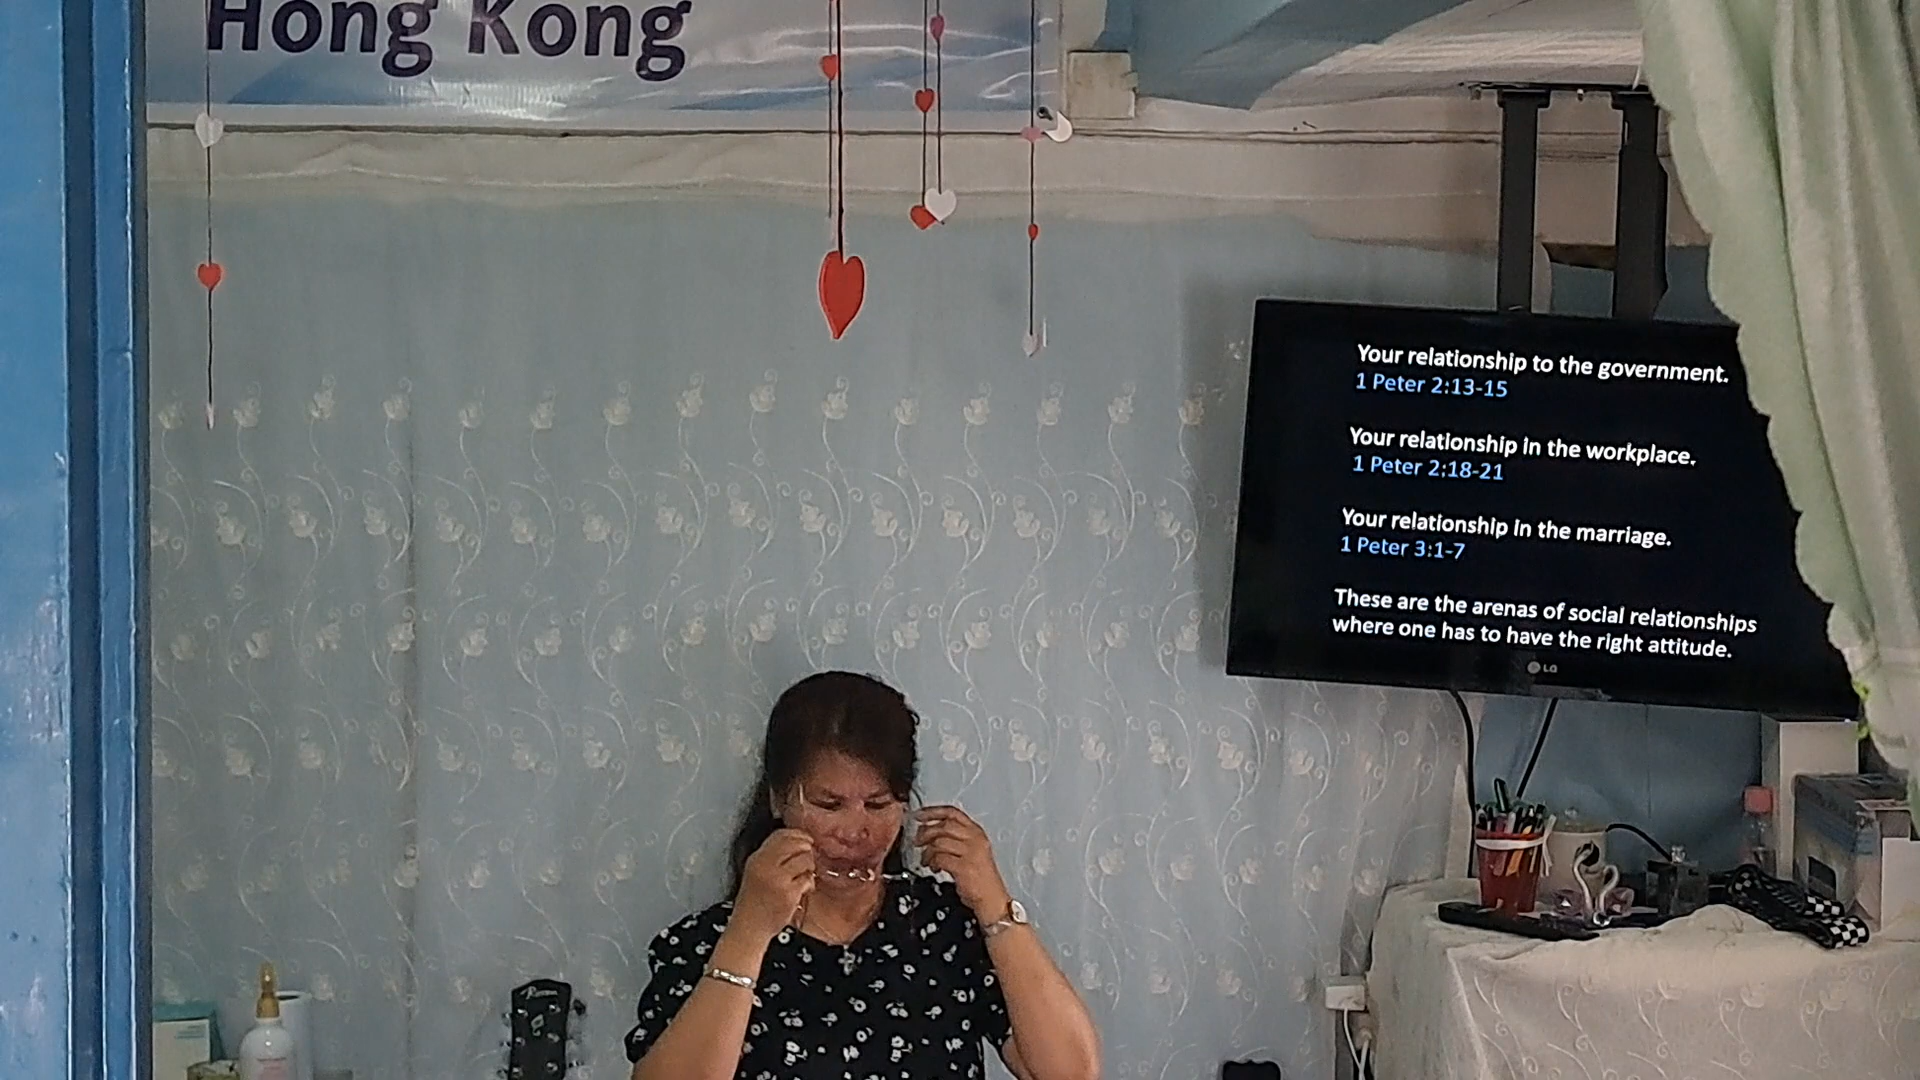 Hong Kong
Your relationship to the government.
1 Peter 2:13-15
Your relationship in the workplace.
1 Peter 2;18-21
Your relationship in the marriage.
1 Peter 3:1-7
These are the arenas of social relationships
where one has to have the right attitude.
LG